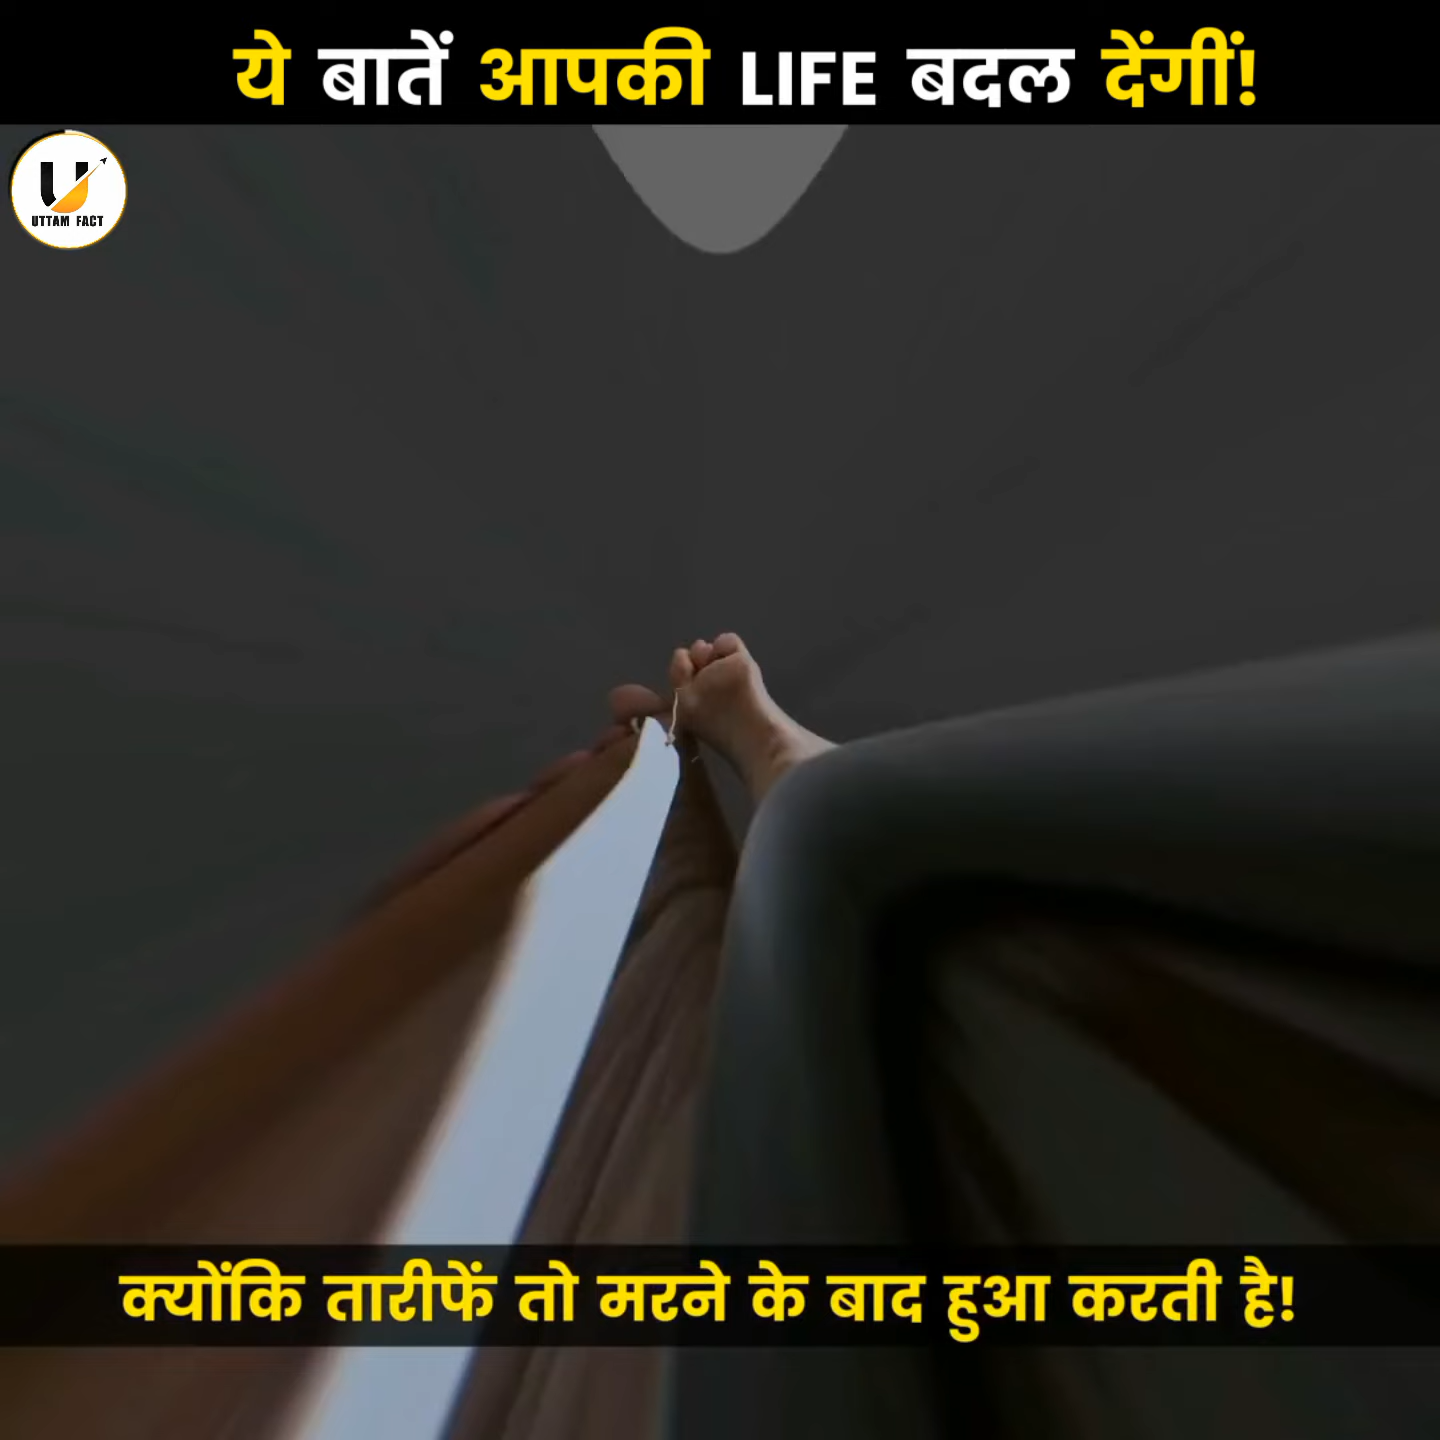 ये बातें आपकी LIFE बदल देंगीं!
UTTAM FACT
क्योंकि तारीफें तो मरने के बाद हुआ करती है!